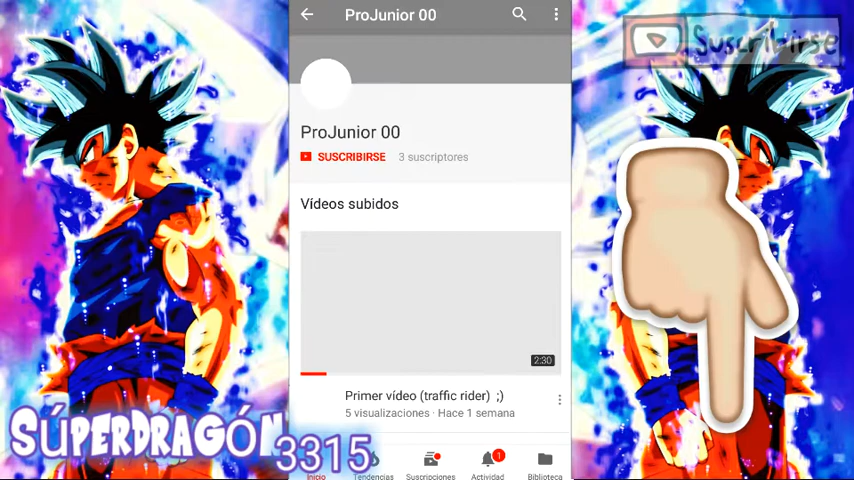 ProJunior 00
Suscribirse
ProJunior 00
SUSCRIBIRSE 3 suscriptores
Vídeos subidos
2:30
Primer vídeo (traffic rider) ;)
5 visualizaciones · Hace 1 semana
SÚPERDRAGÓN 3315
1
Inicio Tendencias Suscripciones Actividad Biblioteca